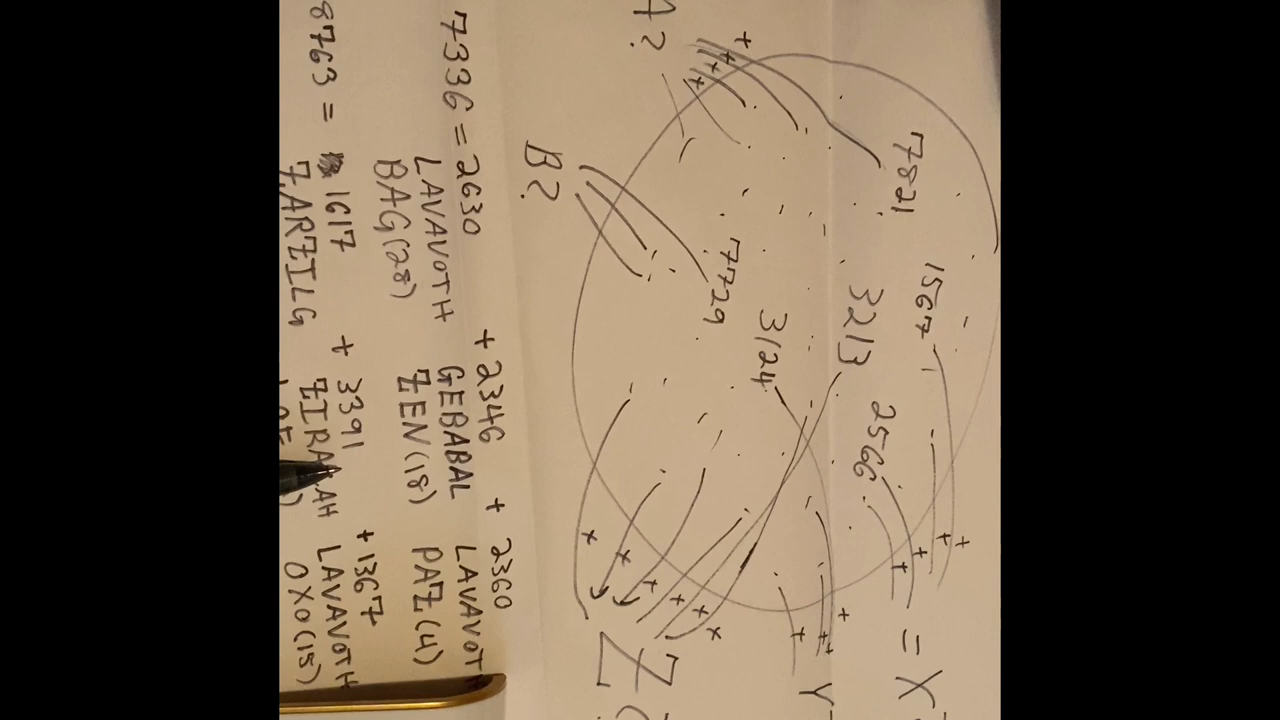 7821
1567
= X
3213
2566
Y
7729
3124
Z
A?
B?
7336 = 2630 + 2346 + 2360
LAVAVOTH GEBABAL LAVAVOTH
BAG(28) ZEN(18) PAZ(4)
8763 = 1617 + 3391 + 1367
ZARZILG LAVAVOTH
OXO(15)